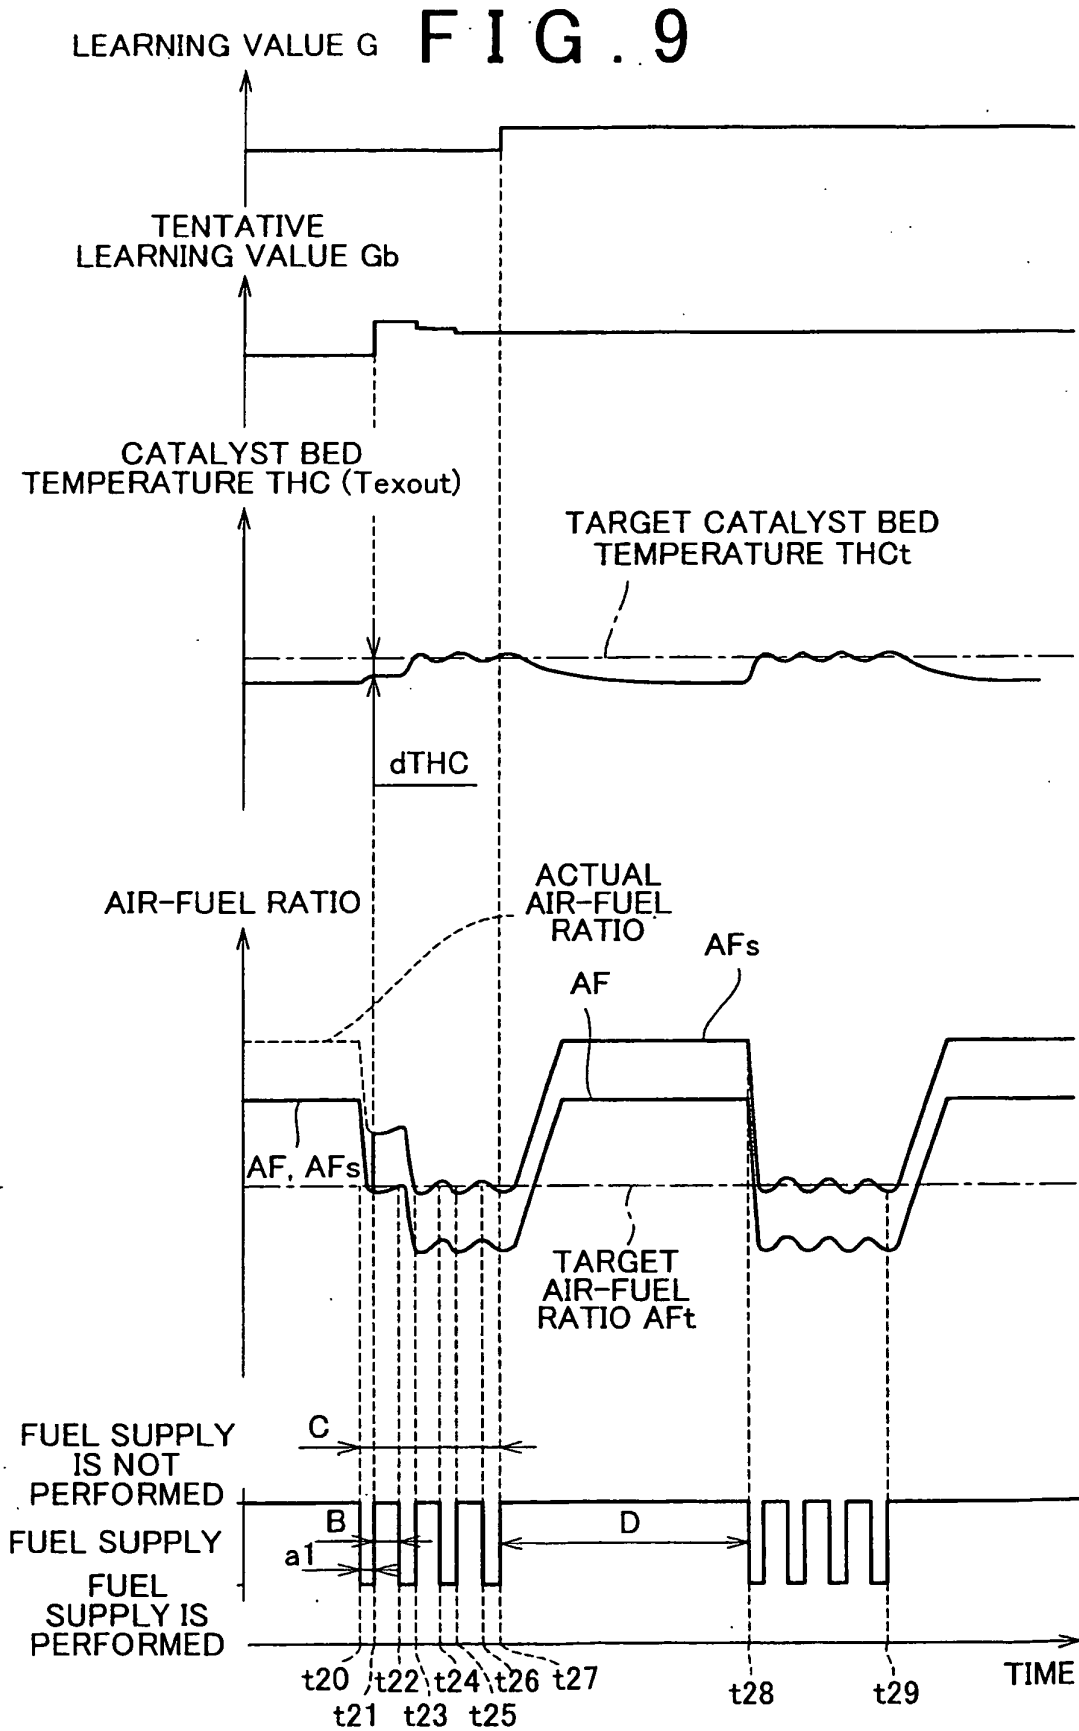 FIG. 9
LEARNING VALUE G
TENTATIVE
LEARNING VALUE Gb
CATALYST BED
TEMPERATURE THC (Texout)
TARGET CATALYST BED
TEMPERATURE THCt
dTHC
AIR-FUEL RATIO
ACTUAL
AIR-FUEL
RATIO
AFs
AF
AF, AFs
TARGET
AIR-FUEL
RATIO AFt
FUEL SUPPLY
IS NOT
PERFORMED
C
B
D
FUEL SUPPLY
a1
FUEL
SUPPLY IS
PERFORMED
t20 t22 t24 t26 t27
t21 t23 t25
t28 t29
TIME